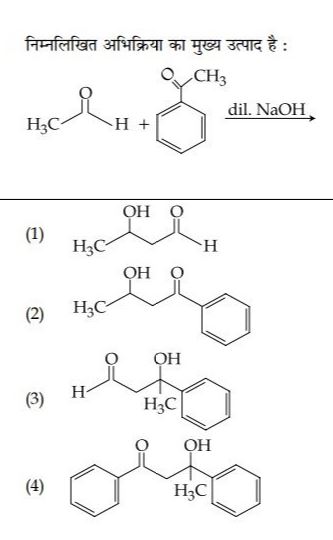 निम्नलिखित अभिक्रिया का मुख्य उत्पाद है :
O
O CH₃
H₃C H + dil. NaOH
(1) OH O
H₃C H
(2) OH O
H₃C
(3) O OH
H H₃C
(4) O OH
H₃C